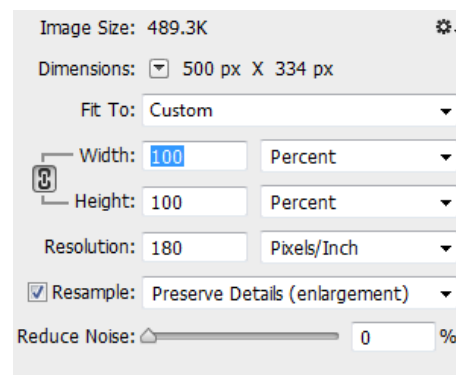 Image Size: 489.3K
Dimensions: 500 px X 334 px
Fit To: Custom
Width: 100 Percent
Height: 100 Percent
Resolution: 180 Pixels/Inch
Resample: Preserve Details (enlargement)
Reduce Noise: 0 %